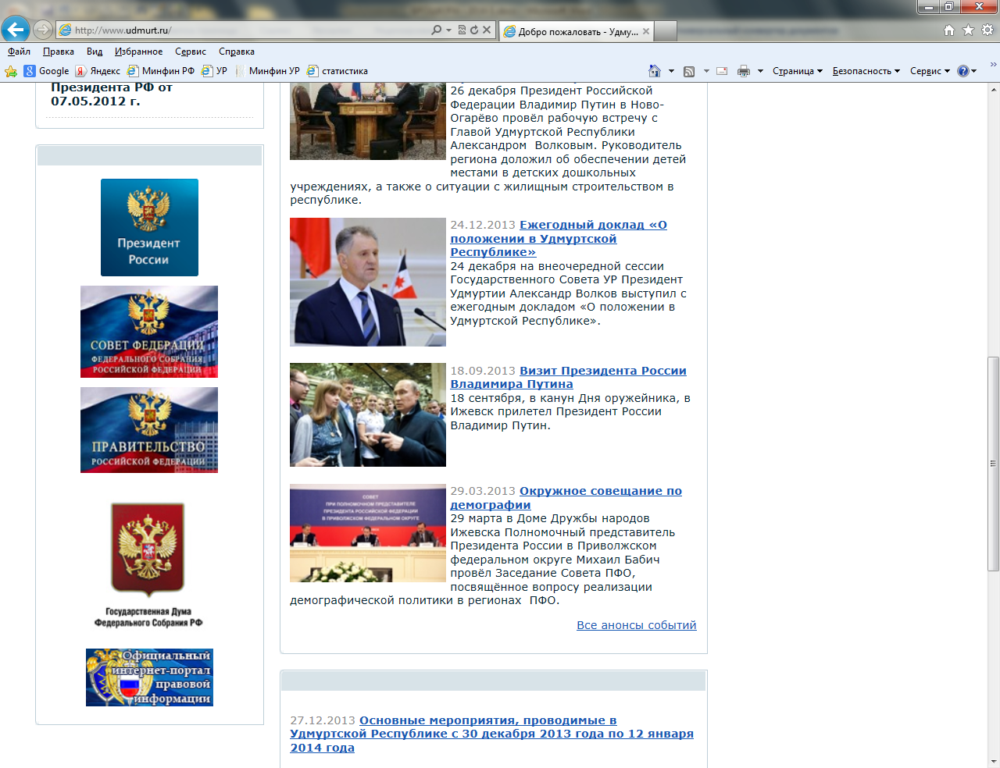 http://www.udmurt.ru/
Добро пожаловать - Удму...
Файл Правка Вид Избранное Сервис Справка
Google Яндекс Минфин РФ УР Минфин УР статистика
Страница Безопасность Сервис
Президента РФ от
07.05.2012 г.
Президент
России
СОВЕТ ФЕДЕРАЦИИ
ФЕДЕРАЛЬНОГО СОБРАНИЯ
РОССИЙСКОЙ ФЕДЕРАЦИИ
ПРАВИТЕЛЬСТВО
РОССИЙСКОЙ ФЕДЕРАЦИИ
Государственная Дума
Федерального Собрания РФ
Официальный
интернет-портал
правовой
информации
26 декабря Президент Российской
Федерации Владимир Путин в Ново-
Огарёво провёл рабочую встречу с
Главой Удмуртской Республики
Александром Волковым. Руководитель
региона доложил об обеспечении детей
местами в детских дошкольных
учреждениях, а также о ситуации с жилищным строительством в
республике.
24.12.2013 Ежегодный доклад «О
положении в Удмуртской
Республике»
24 декабря на внеочередной сессии
Государственного Совета УР Президент
Удмуртии Александр Волков выступил с
ежегодным докладом «О положении в
Удмуртской Республике».
18.09.2013 Визит Президента России
Владимира Путина
18 сентября, в канун Дня оружейника, в
Ижевск прилетел Президент России
Владимир Путин.
СОВЕТ
ПРИ ПОЛНОМОЧНОМ ПРЕДСТАВИТЕЛЕ
ПРЕЗИДЕНТА РОССИЙСКОЙ ФЕДЕРАЦИИ
В ПРИВОЛЖСКОМ ФЕДЕРАЛЬНОМ ОКРУГЕ
29.03.2013 Окружное совещание по
демографии
29 марта в Доме Дружбы народов
Ижевска Полномочный представитель
Президента России в Приволжском
федеральном округе Михаил Бабич
провёл Заседание Совета ПФО,
посвящённое вопросу реализации
демографической политики в регионах ПФО.
Все анонсы событий
27.12.2013 Основные мероприятия, проводимые в
Удмуртской Республике с 30 декабря 2013 года по 12 января
2014 года